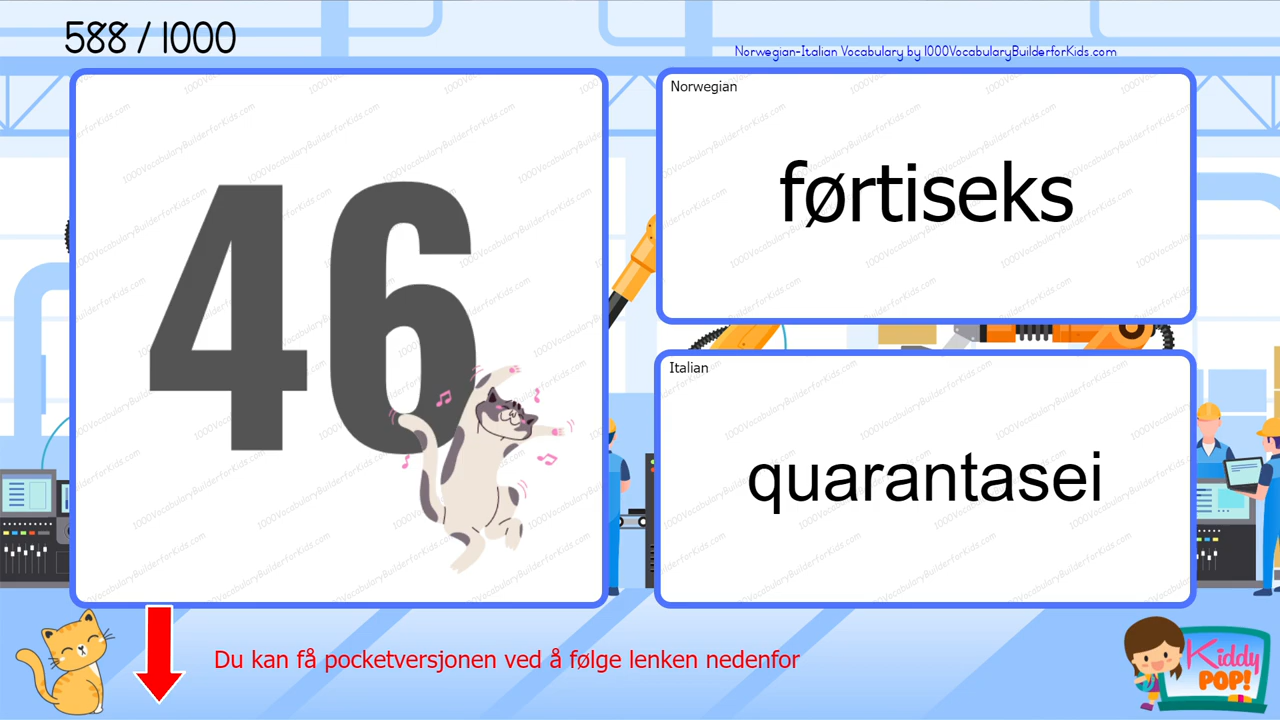 588 / 1000
Norwegian-Italian Vocabulary by 1000VocabularyBuilderforKids.com
46
Norwegian
førtiseks
Italian
quarantasei
Du kan få pocketversjonen ved å følge lenken nedenfor
Kiddy
POP!